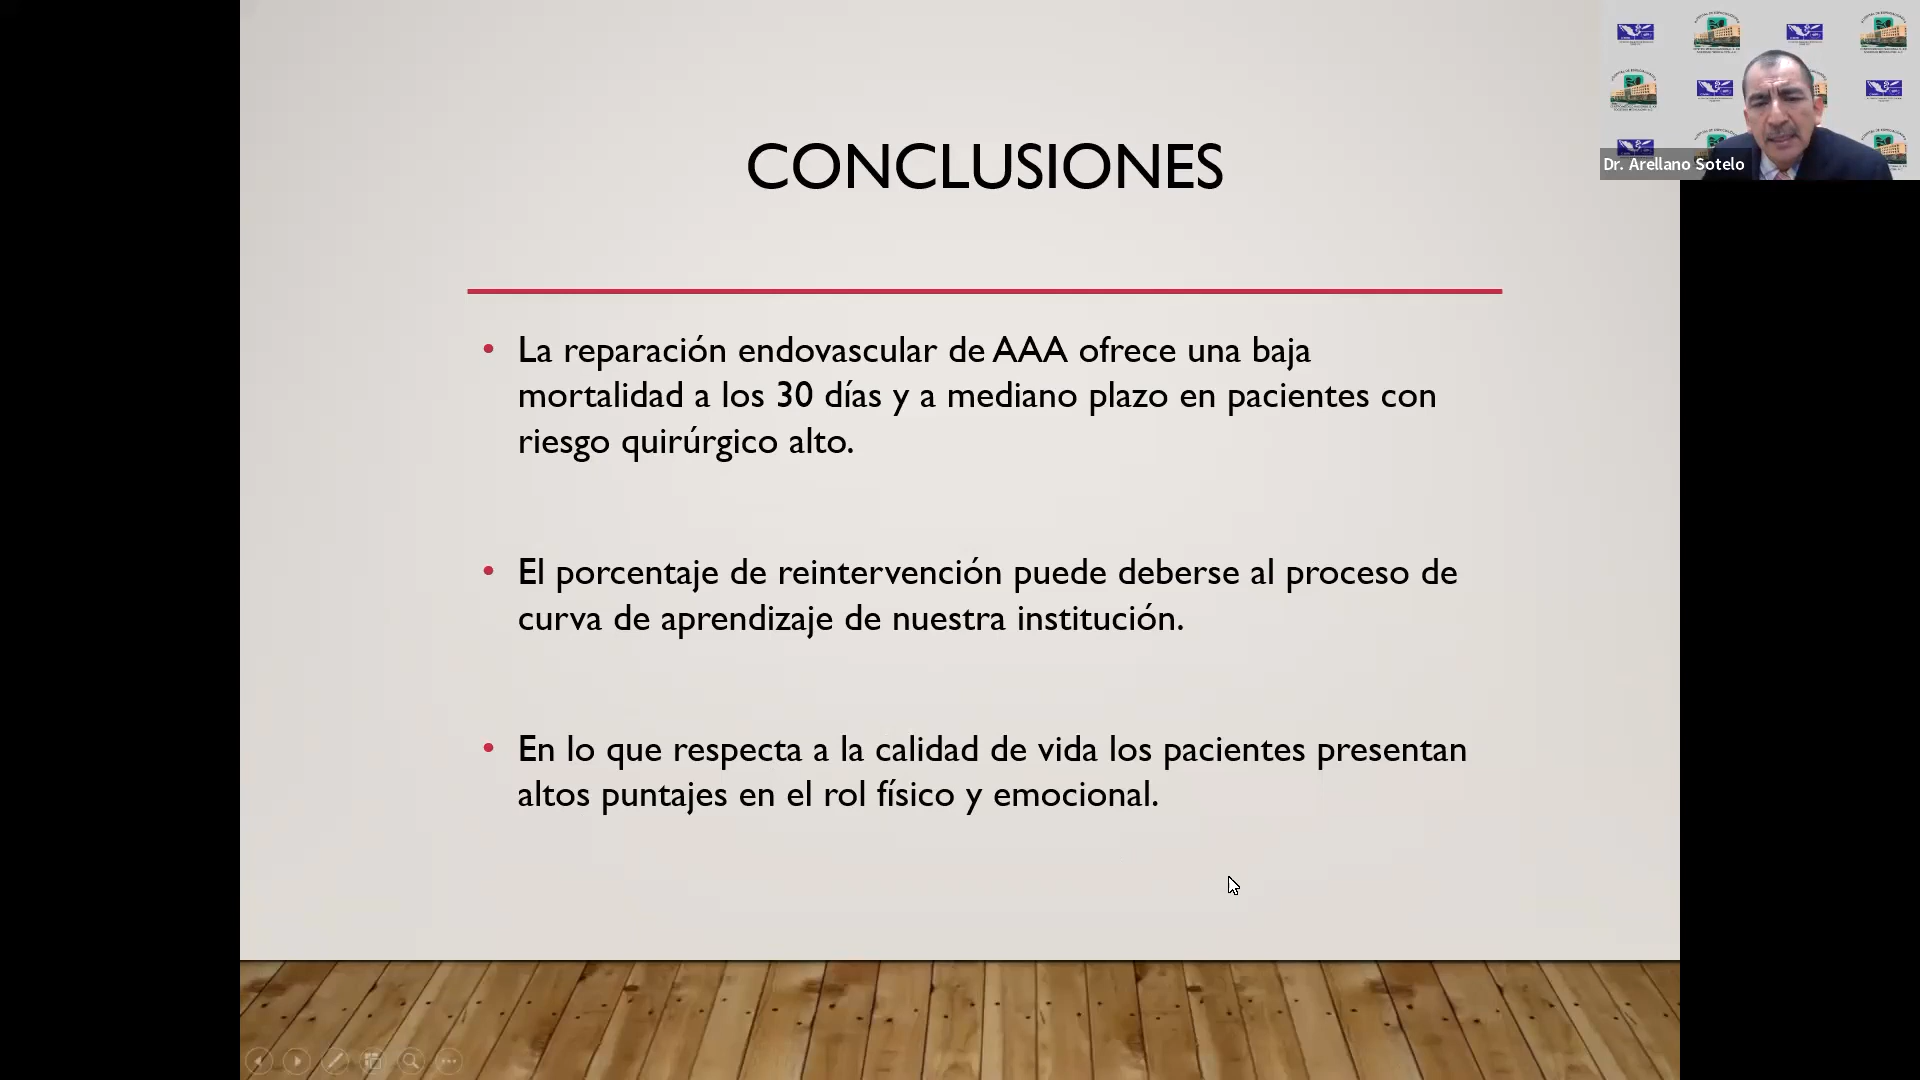 CONCLUSIONES
Dr. Arellano Sotelo
• La reparación endovascular de AAA ofrece una baja
mortalidad a los 30 días y a mediano plazo en pacientes con
riesgo quirúrgico alto.
• El porcentaje de reintervención puede deberse al proceso de
curva de aprendizaje de nuestra institución.
• En lo que respecta a la calidad de vida los pacientes presentan
altos puntajes en el rol físico y emocional.